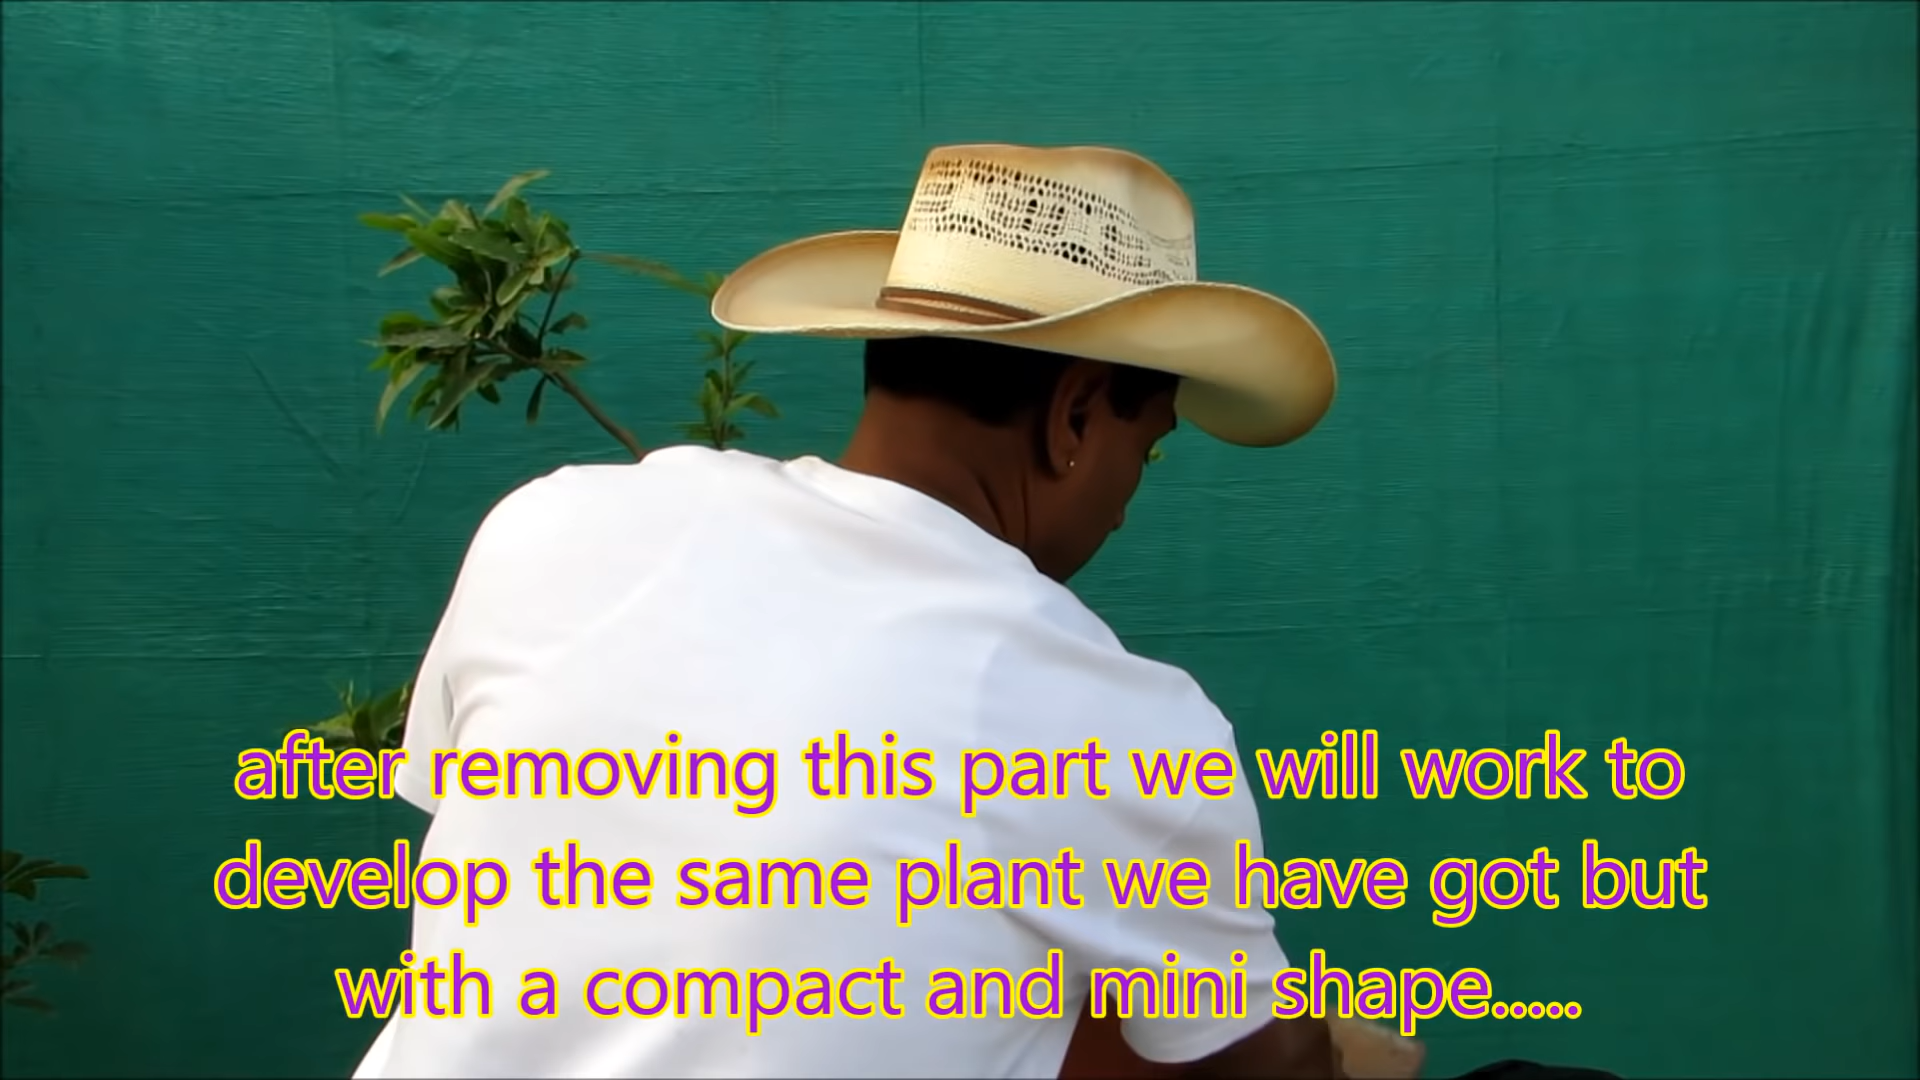 after removing this part we will work to
develop the same plant we have got but
with a compact and mini shape.....